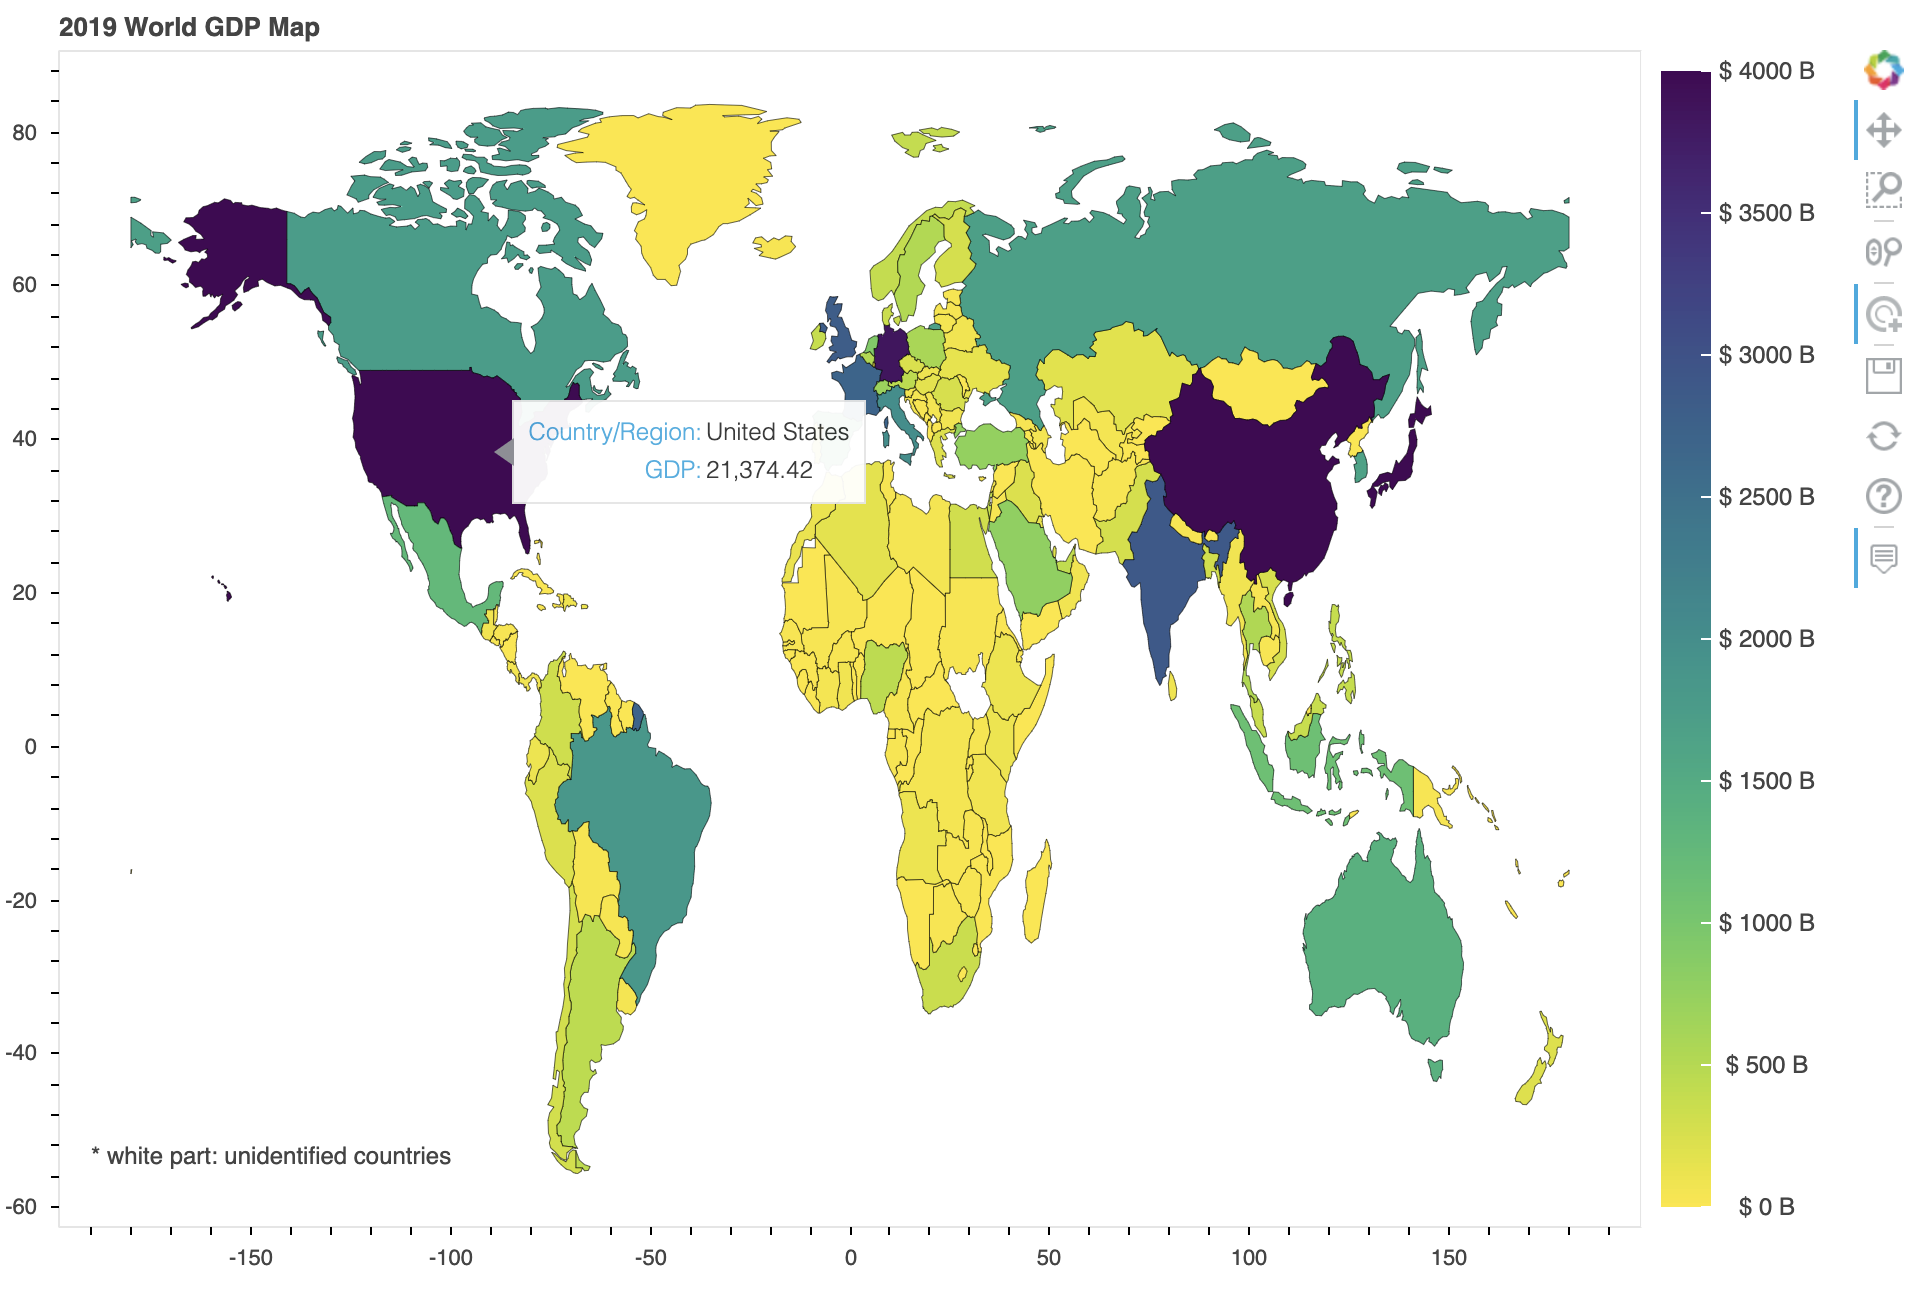 2019 World GDP Map
80
60
40
20
0
-20
-40
-60
-150
-100
-50
0
50
100
150
Country/Region: United States
GDP: 21,374.42
* white part: unidentified countries
$ 4000 B
$ 3500 B
$ 3000 B
$ 2500 B
$ 2000 B
$ 1500 B
$ 1000 B
$ 500 B
$ 0 B